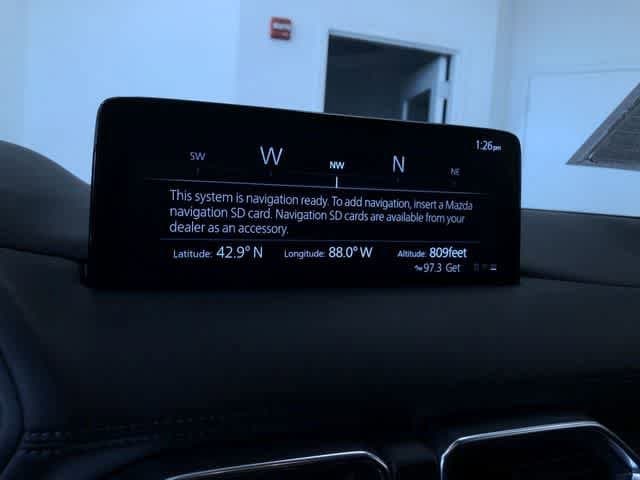 1:26pm
SW W NW N NE
This system is navigation ready. To add navigation, insert a Mazda
navigation SD card. Navigation SD cards are available from your
dealer as an accessory.
Latitude: 42.9° N Longitude: 88.0° W Altitude: 809feet
97.3 Get